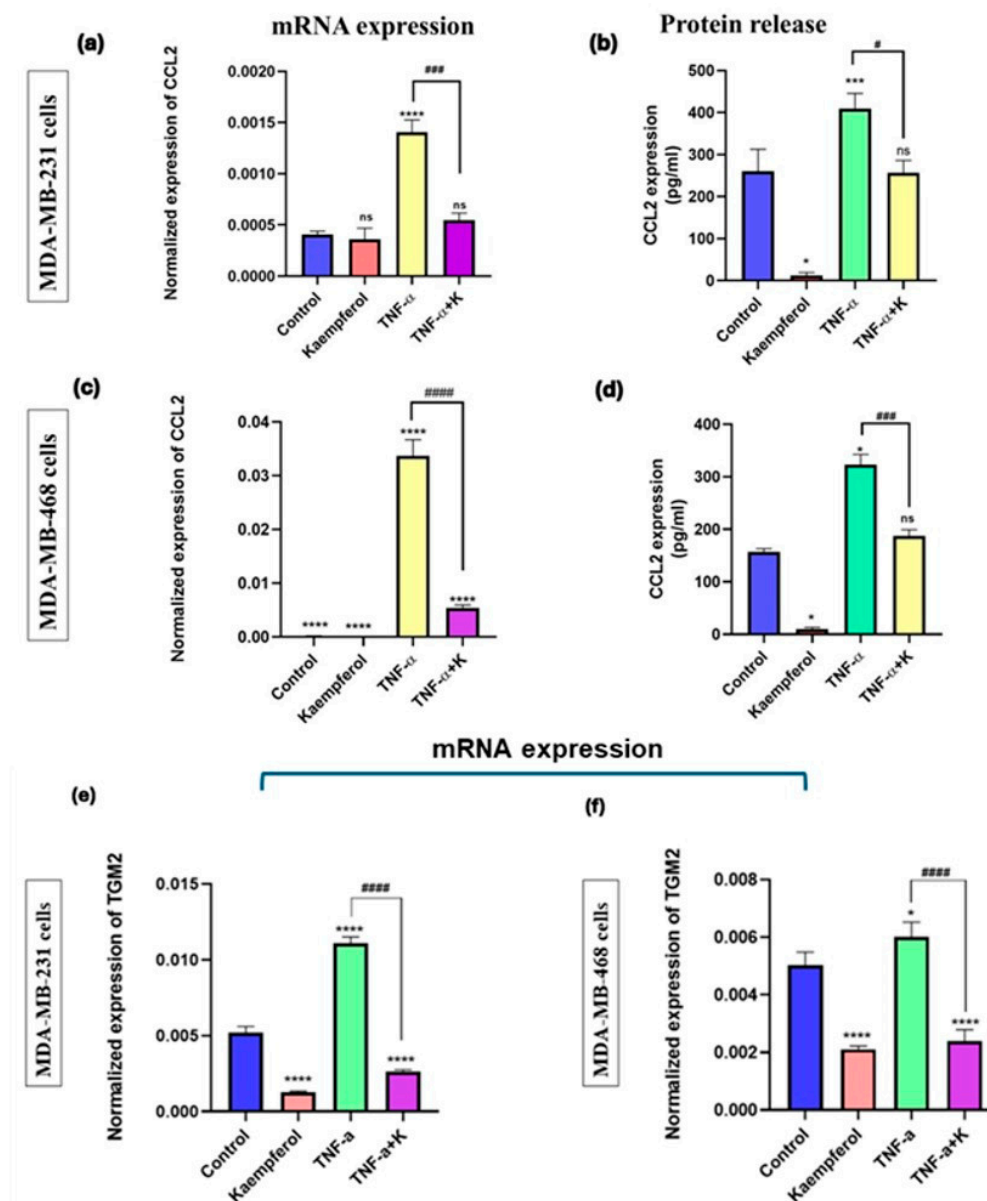 mRNA expression
Protein release
(a)
MDA-MB-231 cells
Normalized expression of CCL2
0.0020
0.0015
0.0010
0.0005
0.0000
ns
****
ns
###
Control
Kaempferol
TNF-α
TNF-α+K
(b)
CCL2 expression
(pg/ml)
500
400
300
200
100
0
*
***
ns
#
Control
Kaempferol
TNF-α
TNF-α+K
(c)
MDA-MB-468 cells
Normalized expression of CCL2
0.04
0.03
0.02
0.01
0.00
****
****
****
****
####
Control
Kaempferol
TNF-α
TNF-α+K
(d)
CCL2 expression
(pg/ml)
400
300
200
100
0
*
*
ns
###
Control
Kaempferol
TNF-α
TNF-α+K
mRNA expression
(e)
MDA-MB-231 cells
Normalized expression of TGM2
0.015
0.010
0.005
0.000
****
****
****
####
Control
Kaempferol
TNF-a
TNF-a+K
(f)
MDA-MB-468 cells
Normalized expression of TGM2
0.008
0.006
0.004
0.002
0.000
****
*
****
####
Control
Kaempferol
TNF-a
TNF-a+K